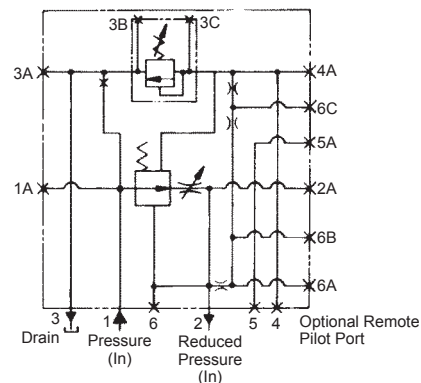 3B 3C
3A
4A
6C
5A
1A
2A
6B
6A
3 1 6 2 5 4
Drain
Pressure
(In)
Reduced
Pressure
(In)
Optional Remote
Pilot Port